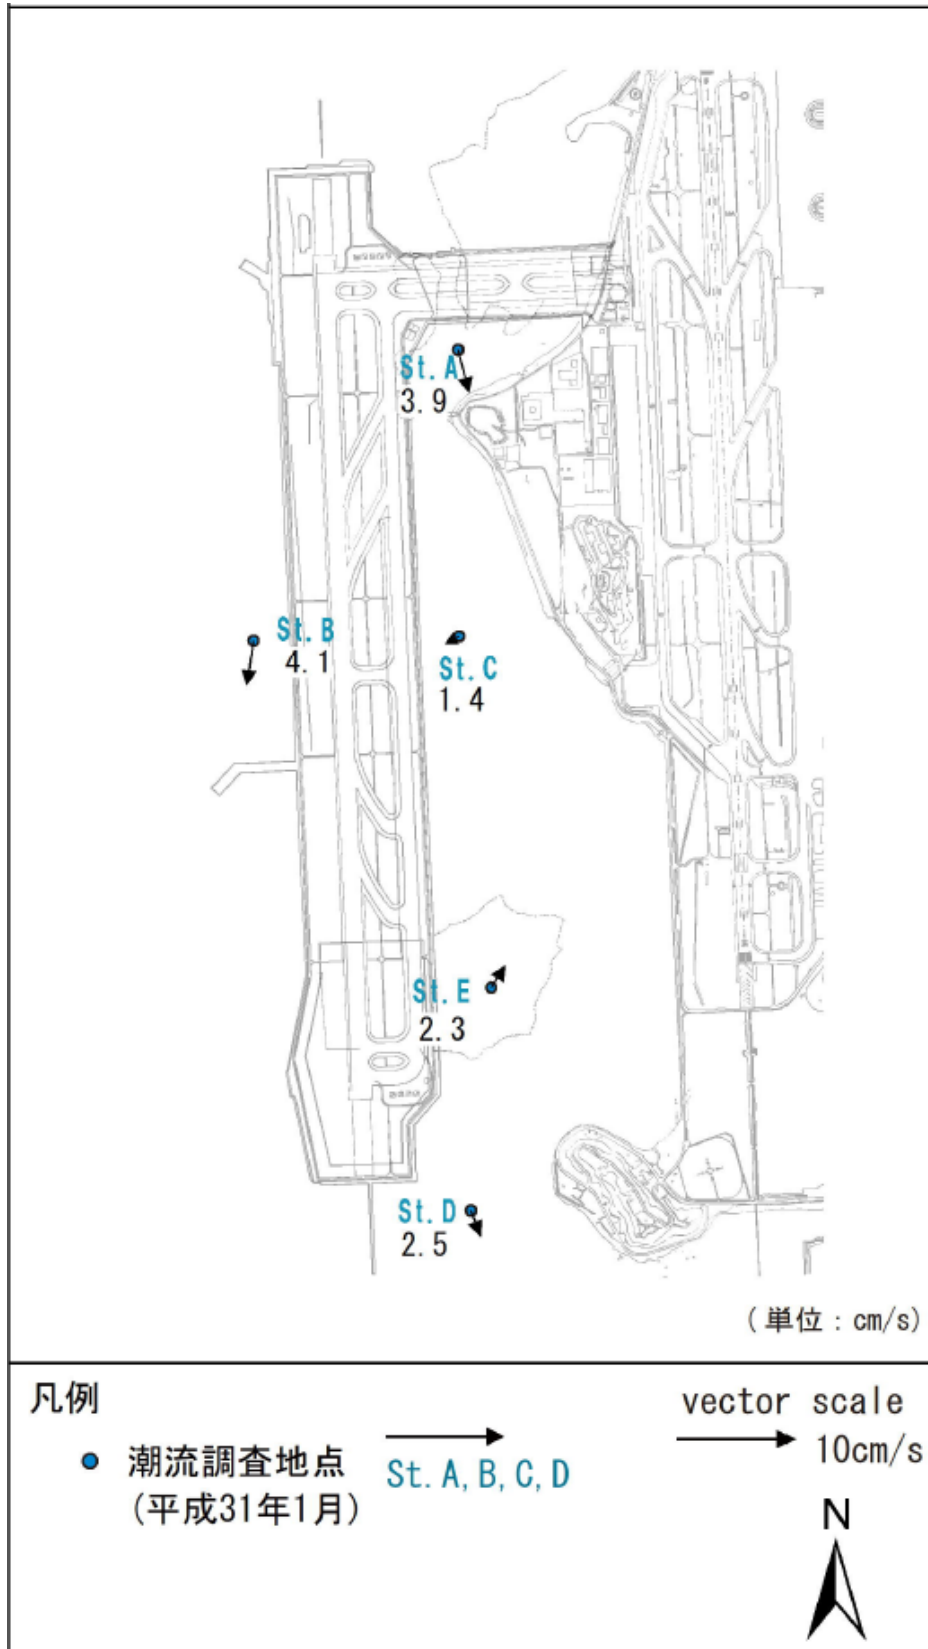 St. A
3.9
St. B
4.1
St. C
1.4
St. E
2.3
St. D
2.5
(単位:cm/s)
凡例
潮流調査地点
(平成31年1月)
St. A, B, C, D
vector scale
10cm/s
N